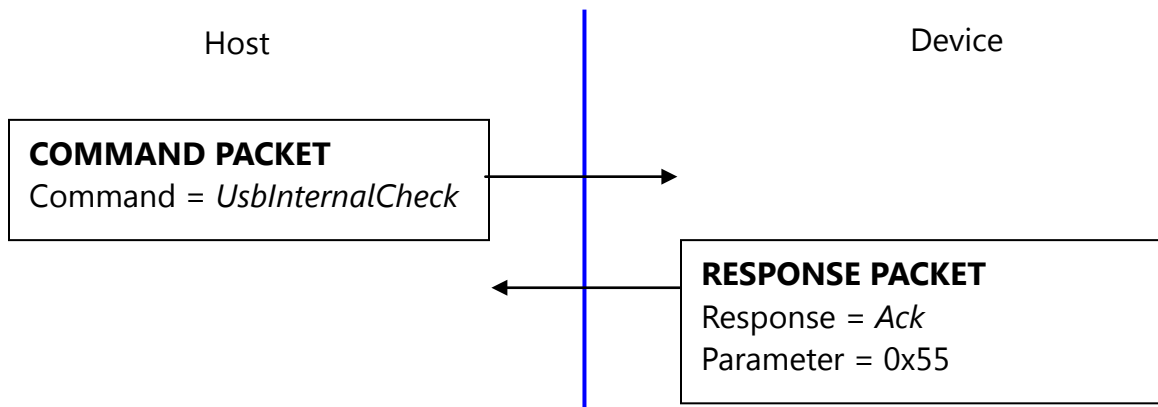 Host
Device
COMMAND PACKET
Command = UsbInternalCheck
RESPONSE PACKET
Response = Ack
Parameter = 0x55